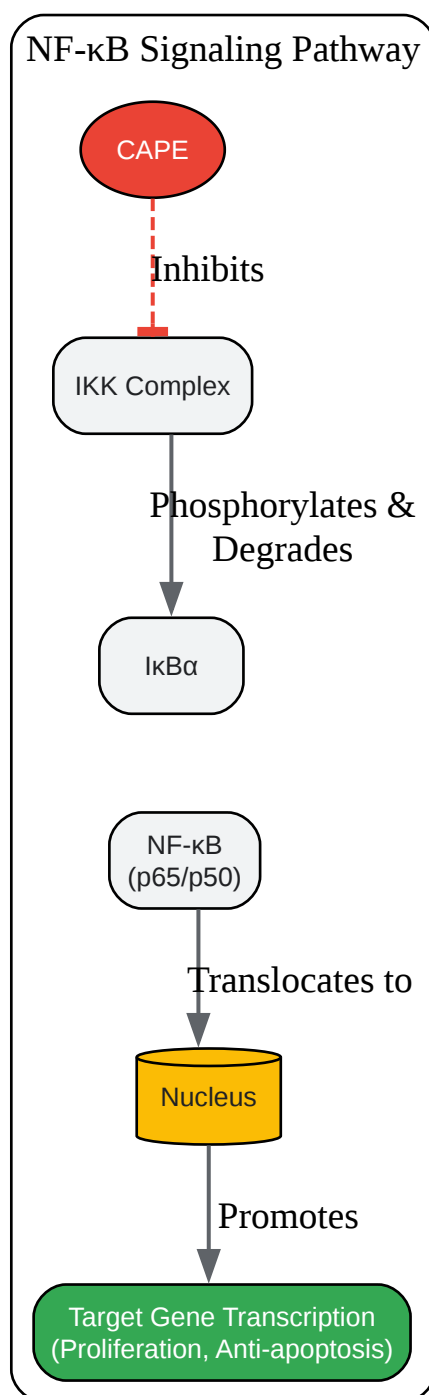 NF-κB Signaling Pathway
CAPE
Inhibits
IKK Complex
Phosphorylates &
Degrades
IκBα
NF-κB
(p65/p50)
Translocates to
Nucleus
Promotes
Target Gene Transcription
(Proliferation, Anti-apoptosis)